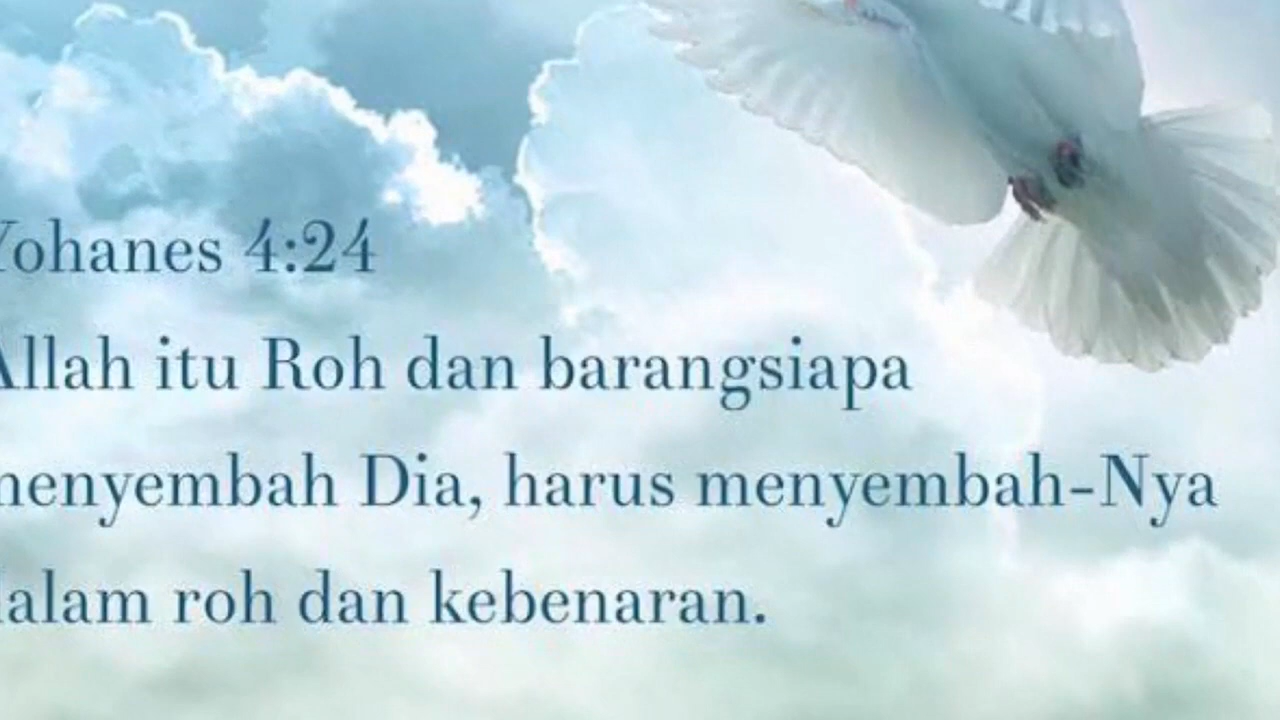 Yohanes 4:24
Allah itu Roh dan barangsiapa
menyembah Dia, harus menyembah-Nya
dalam roh dan kebenaran.